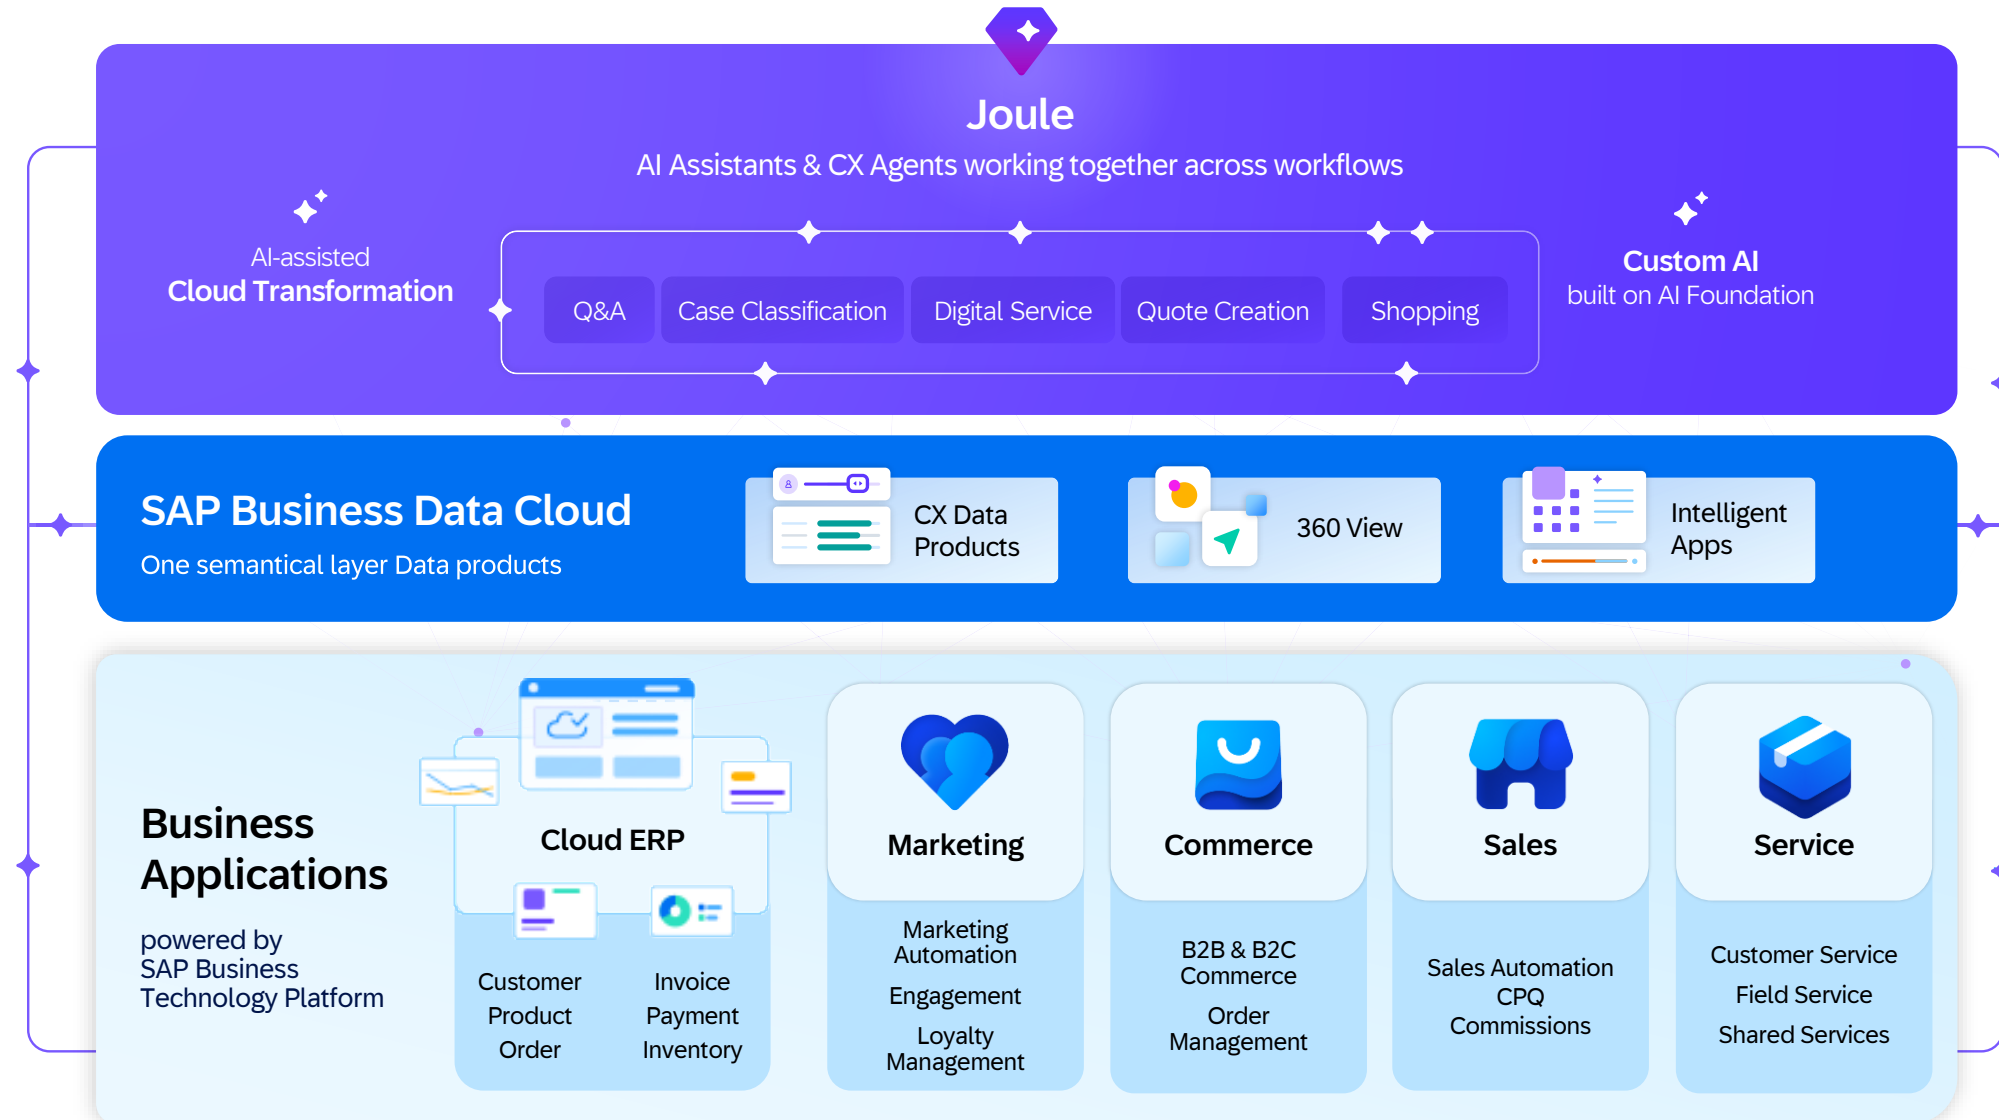 Joule
AI Assistants & CX Agents working together across workflows
AI-assisted
Cloud Transformation
Q&A
Case Classification
Digital Service
Quote Creation
Shopping
Custom AI
built on AI Foundation
SAP Business Data Cloud
One semantical layer Data products
CX Data
Products
360 View
Intelligent
Apps
Business
Applications
powered by
SAP Business
Technology Platform
Cloud ERP
Customer
Product
Order
Invoice
Payment
Inventory
Marketing
Marketing
Automation
Engagement
Loyalty
Management
Commerce
B2B & B2C
Commerce
Order
Management
Sales
Sales Automation
CPQ
Commissions
Service
Customer Service
Field Service
Shared Services